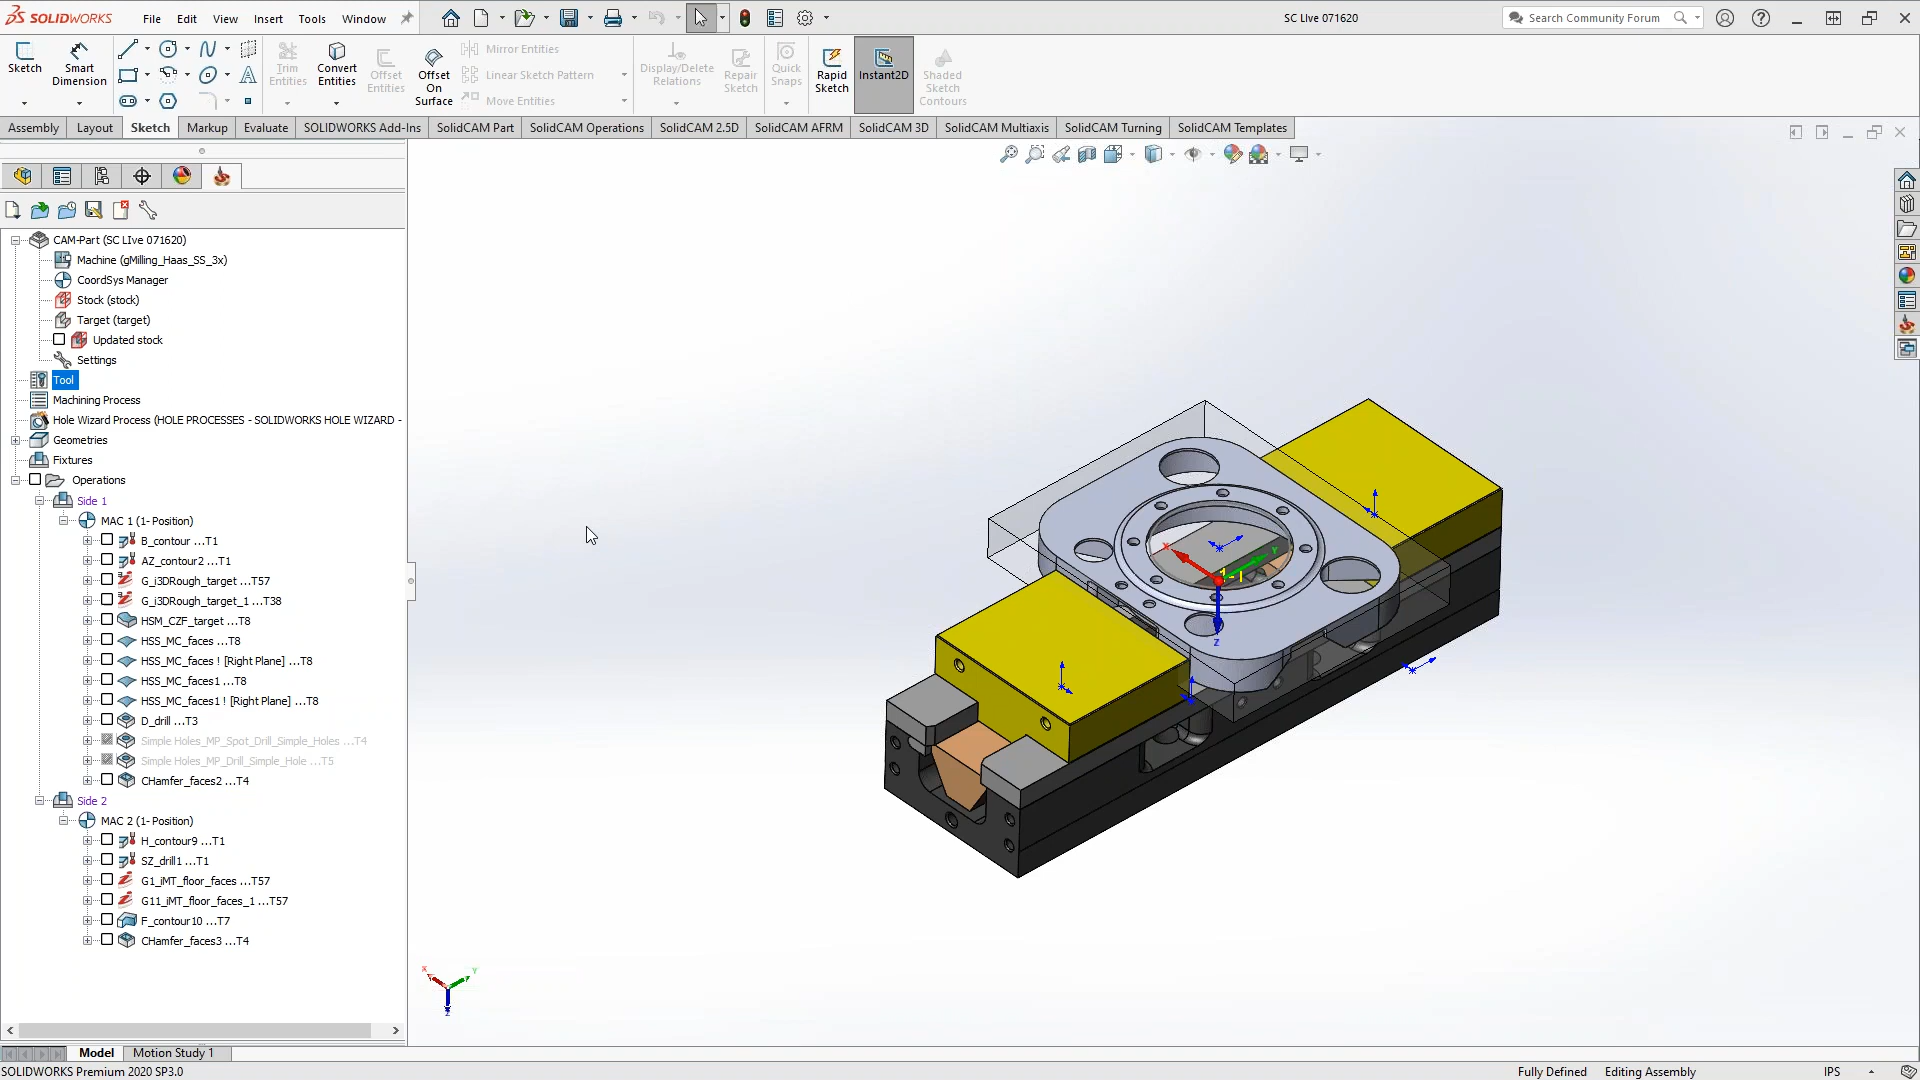 SOLIDWORKS File Edit View Insert Tools Window SC LIve 071620 Search Community Forum
Sketch Smart Dimension Trim Entities Convert Entities Offset Entities Offset On Surface Mirror Entities Linear Sketch Pattern Move Entities Display/Delete Relations Repair Sketch Quick Snaps Rapid Sketch Instant2D Shaded Sketch Contours
Assembly Layout Sketch Markup Evaluate SOLIDWORKS Add-Ins SolidCAM Part SolidCAM Operations SolidCAM 2.5D SolidCAM AFRM SolidCAM 3D SolidCAM Multiaxis SolidCAM Turning SolidCAM Templates
CAM-Part (SC LIve 071620)
Machine (gMilling_Haas_SS_3x)
CoordSys Manager
Stock (stock)
Target (target)
Updated stock
Settings
Tool
Machining Process
Hole Wizard Process (HOLE PROCESSES - SOLIDWORKS HOLE WIZARD -
Geometries
Fixtures
Operations
Side 1
MAC 1 (1- Position)
B_contour ...T1
AZ_contour2 ...T1
G_i3DRough_target ...T57
G_i3DRough_target_1 ...T38
HSM_CZF_target ...T8
HSS_MC_faces ...T8
HSS_MC_faces ! [Right Plane] ...T8
HSS_MC_faces1 ...T8
HSS_MC_faces1 ! [Right Plane] ...T8
D_drill ...T3
Simple Holes_MP_Spot_Drill_Simple_Holes ...T4
Simple Holes_MP_Drill_Simple_Hole ...T5
CHamfer_faces2 ...T4
Side 2
MAC 2 (1- Position)
H_contour9 ...T1
SZ_drill1 ...T1
G1_iMT_floor_faces ...T57
G11_iMT_floor_faces_1 ...T57
F_contour10 ...T7
CHamfer_faces3 ...T4
X Y Z
X Y Z
Model Motion Study 1
SOLIDWORKS Premium 2020 SP3.0 Fully Defined Editing Assembly IPS